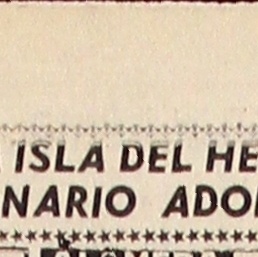 ISLA DEL HE
NARIO ADO